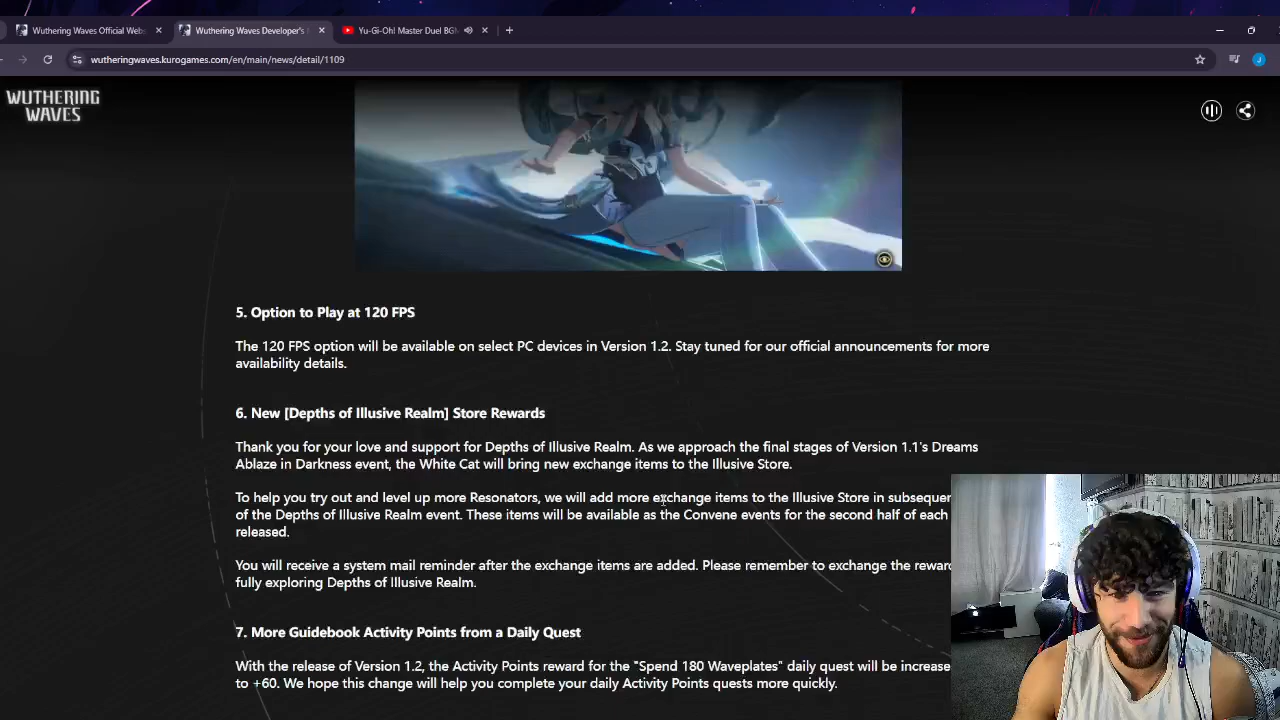 Wuthering Waves Official Webs
Wuthering Waves Developer's
Yu-Gi-Oh! Master Duel BGM
wutheringwaves.kurogames.com/en/main/news/detail/1109
J
WUTHERING
WAVES
5. Option to Play at 120 FPS
The 120 FPS option will be available on select PC devices in Version 1.2. Stay tuned for our official announcements for more
availability details.
6. New [Depths of Illusive Realm] Store Rewards
Thank you for your love and support for Depths of Illusive Realm. As we approach the final stages of Version 1.1's Dreams
Ablaze in Darkness event, the White Cat will bring new exchange items to the Illusive Store.
To help you try out and level up more Resonators, we will add more exchange items to the Illusive Store in subsequen
of the Depths of Illusive Realm event. These items will be available as the Convene events for the second half of each
released.
You will receive a system mail reminder after the exchange items are added. Please remember to exchange the reward
fully exploring Depths of Illusive Realm.
7. More Guidebook Activity Points from a Daily Quest
With the release of Version 1.2, the Activity Points reward for the "Spend 180 Waveplates" daily quest will be increase
to +60. We hope this change will help you complete your daily Activity Points quests more quickly.